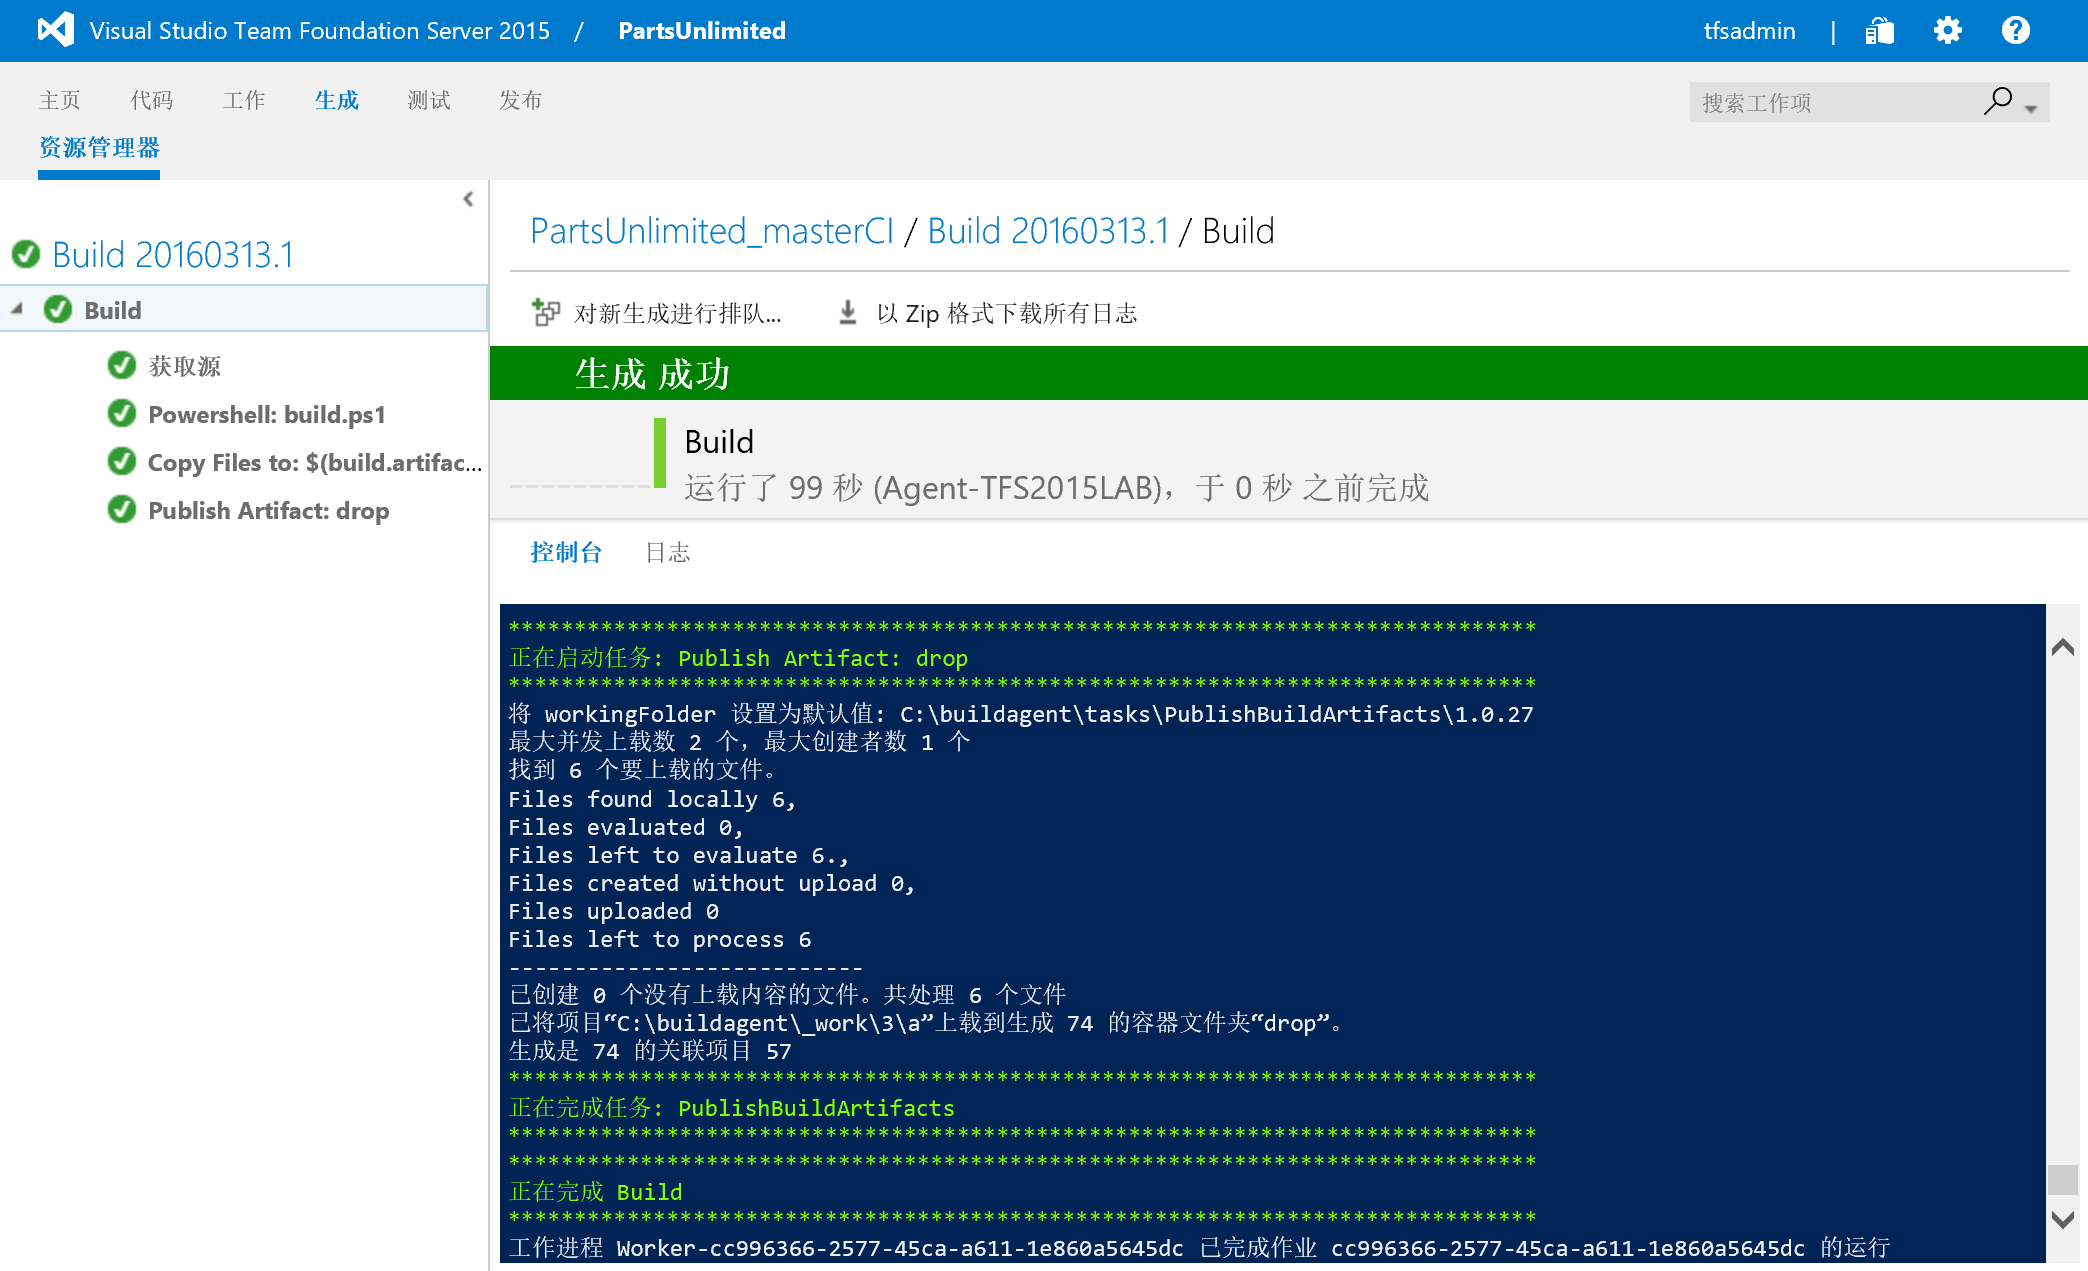 Visual Studio Team Foundation Server 2015 / PartsUnlimited
tfsadmin |
主页 代码 工作 生成 测试 发布
搜索工作项
资源管理器
Build 20160313.1
Build
获取源
Powershell: build.ps1
Copy Files to: $(build.artifac...
Publish Artifact: drop
PartsUnlimited_masterCI / Build 20160313.1 / Build
对新生成进行排队... 以 Zip 格式下载所有日志
生成 成功
Build
运行了 99 秒 (Agent-TFS2015LAB)，于 0 秒 之前完成
控制台 日志
******************************************************************************
正在启动任务: Publish Artifact: drop
******************************************************************************
将 workingFolder 设置为默认值: C:\buildagent\tasks\PublishBuildArtifacts\1.0.27
最大并发上载数 2 个，最大创建者数 1 个
找到 6 个要上载的文件。
Files found locally 6,
Files evaluated 0,
Files left to evaluate 6.,
Files created without upload 0,
Files uploaded 0
Files left to process 6
---------------------------
已创建 0 个没有上载内容的文件。共处理 6 个文件
已将项目“C:\buildagent\_work\3\a”上载到生成 74 的容器文件夹“drop”。
生成是 74 的关联项目 57
******************************************************************************
正在完成任务: PublishBuildArtifacts
******************************************************************************
******************************************************************************
正在完成 Build
******************************************************************************
工作进程 Worker-cc996366-2577-45ca-a611-1e860a5645dc 已完成作业 cc996366-2577-45ca-a611-1e860a5645dc 的运行